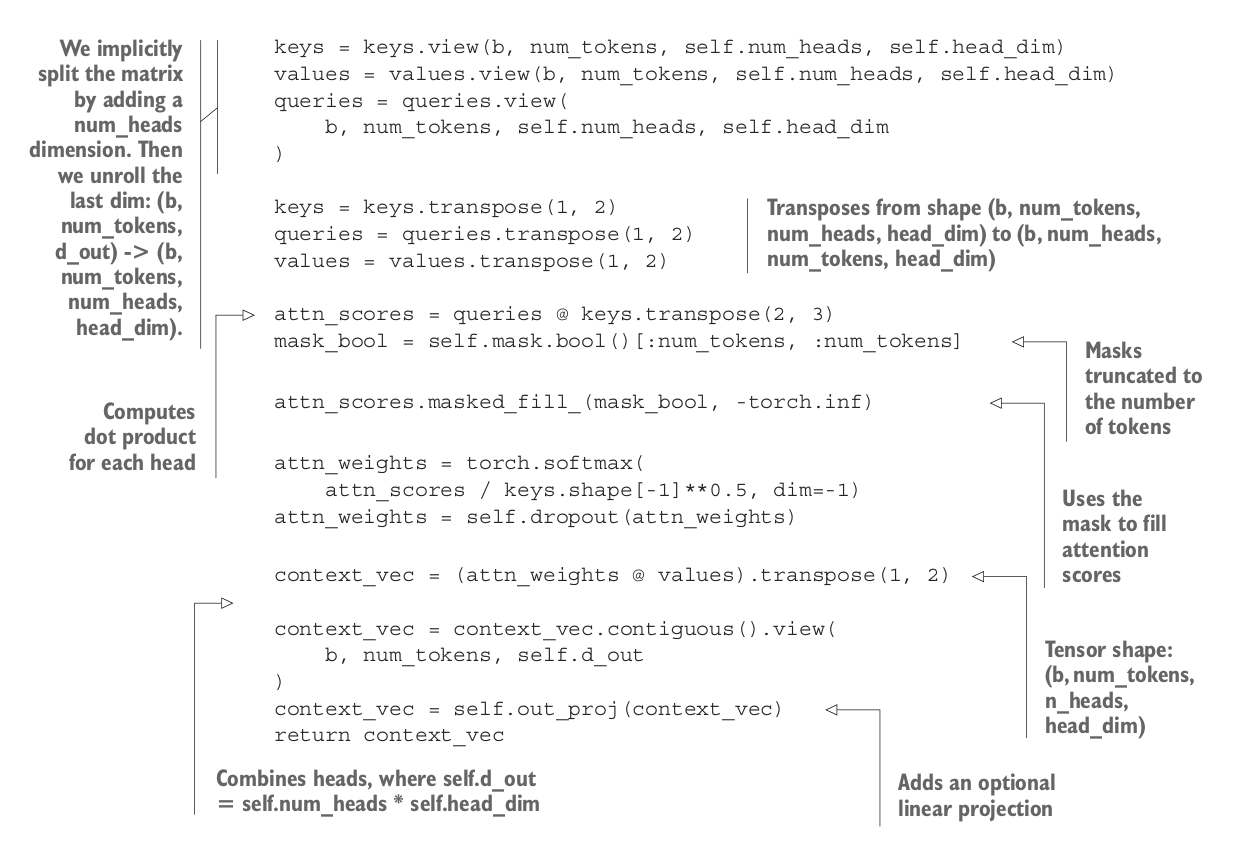 We implicitly
split the matrix
by adding a
num_heads
dimension. Then
we unroll the
last dim: (b,
num_tokens,
d_out) -> (b,
num_tokens,
num_heads,
head_dim).
keys = keys.view(b, num_tokens, self.num_heads, self.head_dim)
values = values.view(b, num_tokens, self.num_heads, self.head_dim)
queries = queries.view(
    b, num_tokens, self.num_heads, self.head_dim
)
keys = keys.transpose(1, 2)
queries = queries.transpose(1, 2)
values = values.transpose(1, 2)
Transposes from shape (b, num_tokens,
num_heads, head_dim) to (b, num_heads,
num_tokens, head_dim)
attn_scores = queries @ keys.transpose(2, 3)
mask_bool = self.mask.bool()[:num_tokens, :num_tokens]
Computes
dot product
for each head
Masks
truncated to
the number
of tokens
attn_scores.masked_fill_(mask_bool, -torch.inf)
attn_weights = torch.softmax(
    attn_scores / keys.shape[-1]**0.5, dim=-1)
attn_weights = self.dropout(attn_weights)
Uses the
mask to fill
attention
scores
context_vec = (attn_weights @ values).transpose(1, 2)
Tensor shape:
(b, num_tokens,
n_heads,
head_dim)
context_vec = context_vec.contiguous().view(
    b, num_tokens, self.d_out
)
context_vec = self.out_proj(context_vec)
return context_vec
Combines heads, where self.d_out
= self.num_heads * self.head_dim
Adds an optional
linear projection